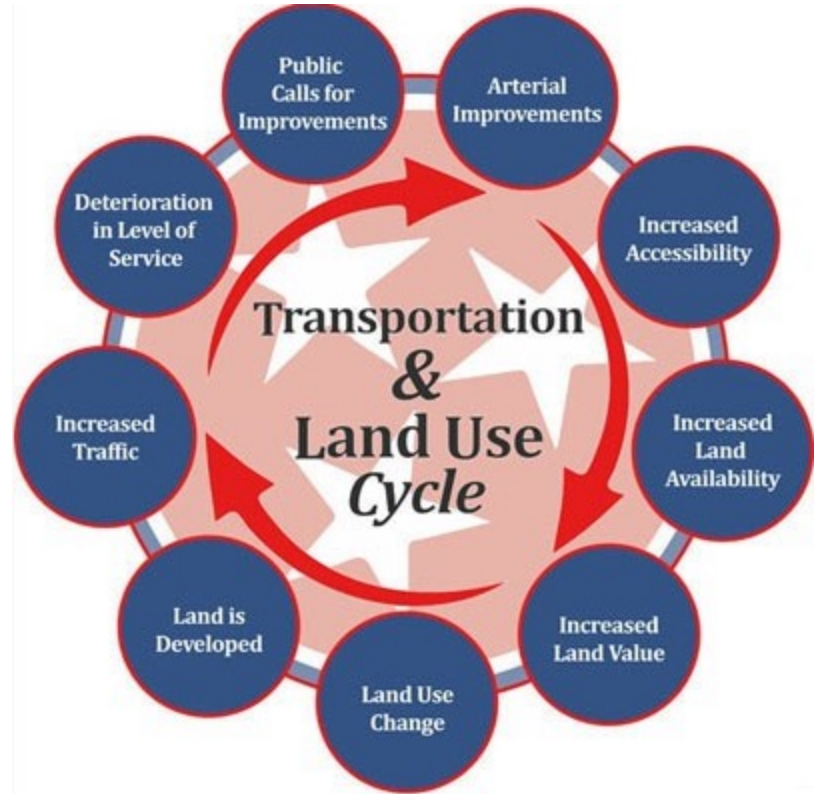 Transportation
&
Land Use
Cycle
Arterial
Improvements
Increased
Accessibility
Increased
Land
Availability
Increased
Land Value
Land Use
Change
Land is
Developed
Increased
Traffic
Deterioration
in Level of
Service
Public
Calls for
Improvements